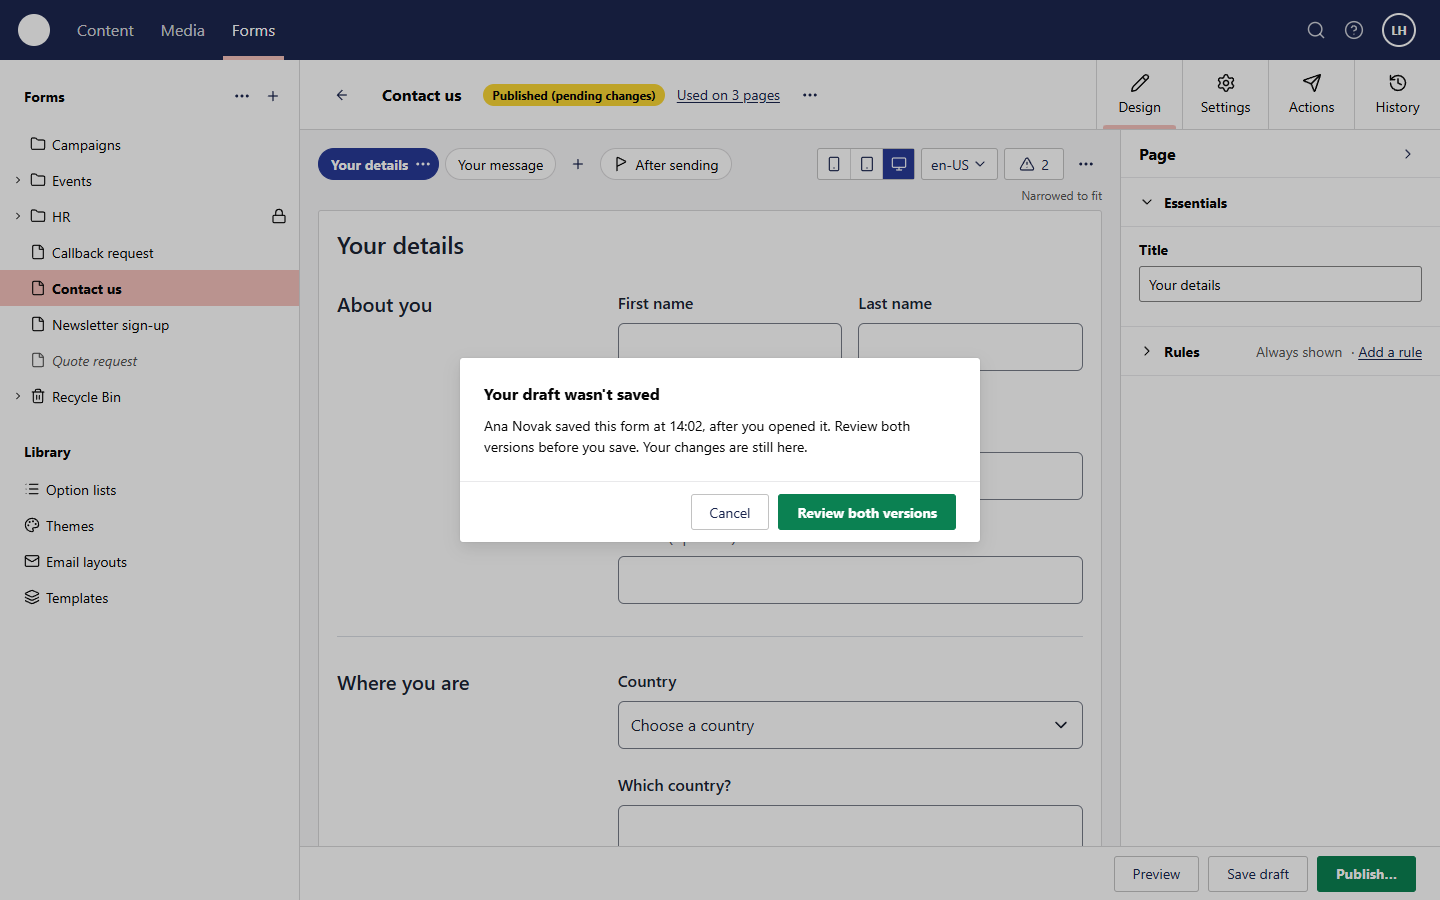 Content
Media
Forms
LH
Forms
Campaigns
Events
HR
Callback request
Contact us
Newsletter sign-up
Quote request
Recycle Bin
Library
Option lists
Themes
Email layouts
Templates
Contact us
Published (pending changes)
Used on 3 pages
Design
Settings
Actions
History
Your details
Your message
After sending
en-US
2
Narrowed to fit
Your details
About you
First name
Last name
Your draft wasn't saved
Ana Novak saved this form at 14:02, after you opened it. Review both
versions before you save. Your changes are still here.
Cancel
Review both versions
Where you are
Country
Choose a country
Which country?
Page
Essentials
Title
Your details
Rules
Always shown · Add a rule
Preview
Save draft
Publish...